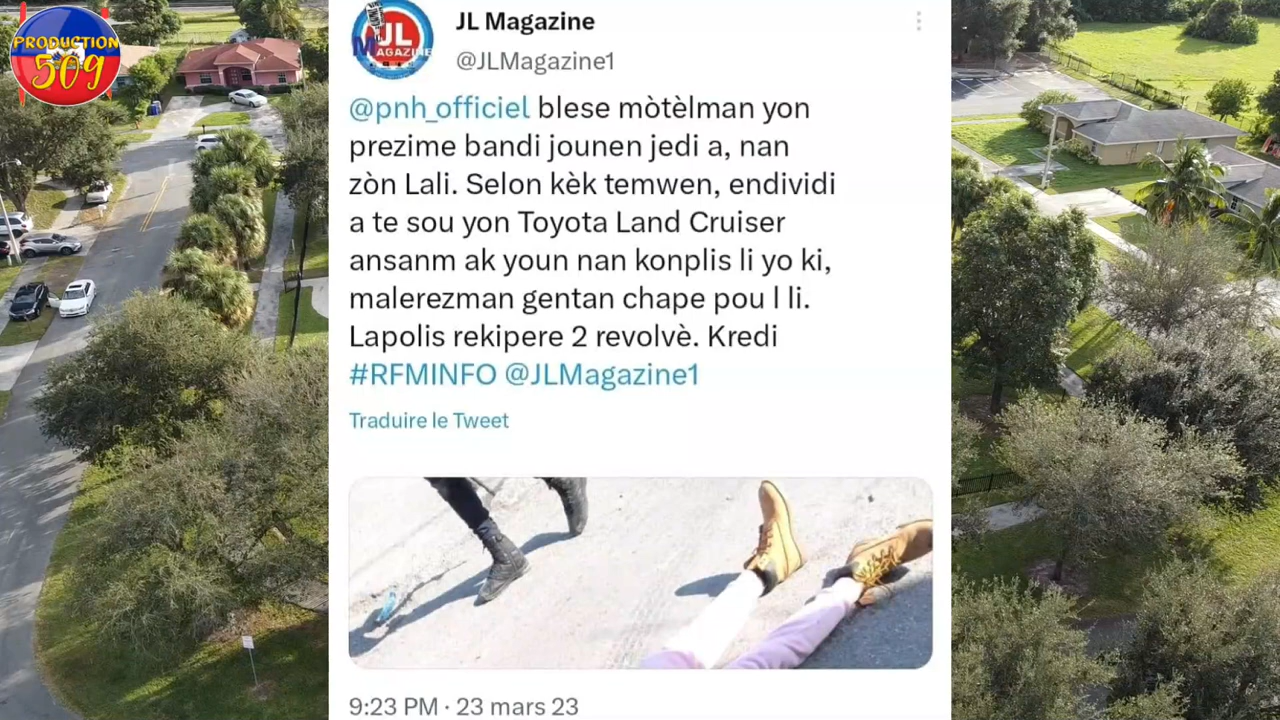 PRODUCTION
509
JL
MAGAZINE
JL Magazine
@JLMagazine1
@pnh_officiel blese mòtèlman yon
prezime bandi jounen jedi a, nan
zòn Lali. Selon kèk temwen, endividi
a te sou yon Toyota Land Cruiser
ansanm ak youn nan konplis li yo ki,
malerezman gentan chape pou l li.
Lapolis rekipere 2 revolvè. Kredi
#RFMINFO @JLMagazine1
Traduire le Tweet
9:23 PM · 23 mars 23